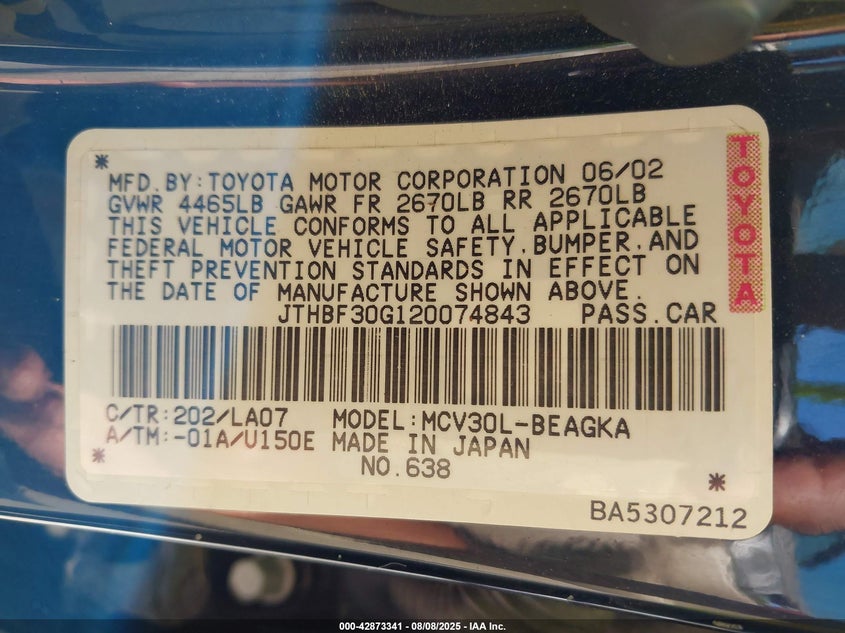 * TOYOTA
MFD.BY:TOYOTA MOTOR CORPORATION 06/02
GVWR 4465LB GAWR FR 2670LB RR 2670LB
THIS VEHICLE CONFORMS TO ALL APPLICABLE
FEDERAL MOTOR VEHICLE SAFETY,BUMPER,AND
THEFT PREVENTION STANDARDS IN EFFECT ON
THE DATE OF MANUFACTURE SHOWN ABOVE.
JTHBF30G120074843 PASS.CAR
C/TR:202/LA07 MODEL:MCV30L-BEAGKA
A/TM:-01A/U150E MADE IN JAPAN
* NO.638 *
BA5307212
000-42873341 - 08/08/2025 - IAA Inc.